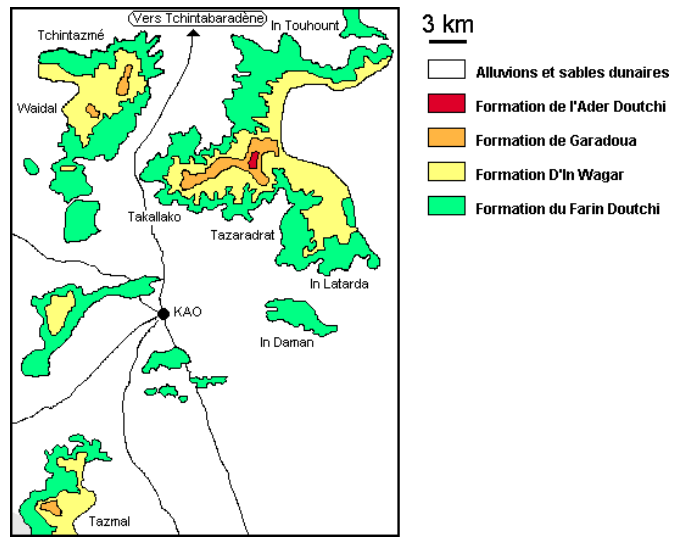 Vers Tchintabaradène
In Touhount
Tchintazmé
Waidal
Takallako
Tazaradrat
In Latarda
KAO
In Daman
Tazmal
3 km
Alluvions et sables dunaires
Formation de l'Ader Doutchi
Formation de Garadoua
Formation D'In Wagar
Formation du Farin Doutchi